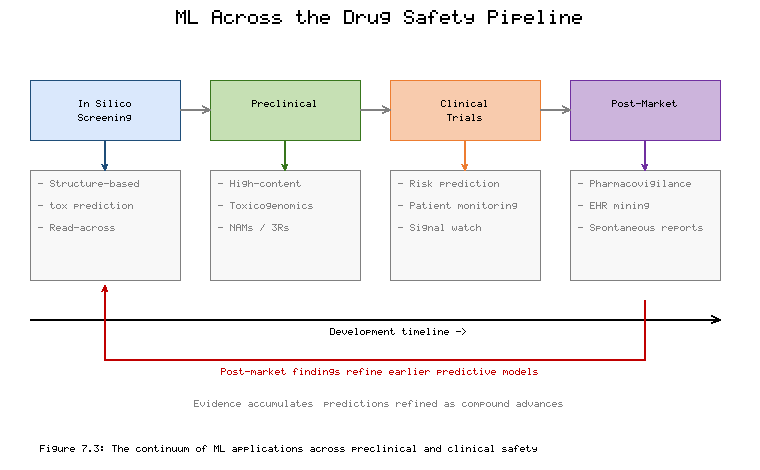 ML Across the Drug Safety Pipeline
In Silico
Screening
Preclinical
Clinical
Trials
Post-Market
- Structure-based
- tox prediction
- Read-across
- High-content
- Toxicogenomics
- NAMs / 3Rs
- Risk prediction
- Patient monitoring
- Signal watch
- Pharmacovigilance
- EHR mining
- Spontaneous reports
Development timeline ->
Post-market findings refine earlier predictive models
Evidence accumulates  predictions refined as compound advances
Figure 7.3: The continuum of ML applications across preclinical and clinical safety